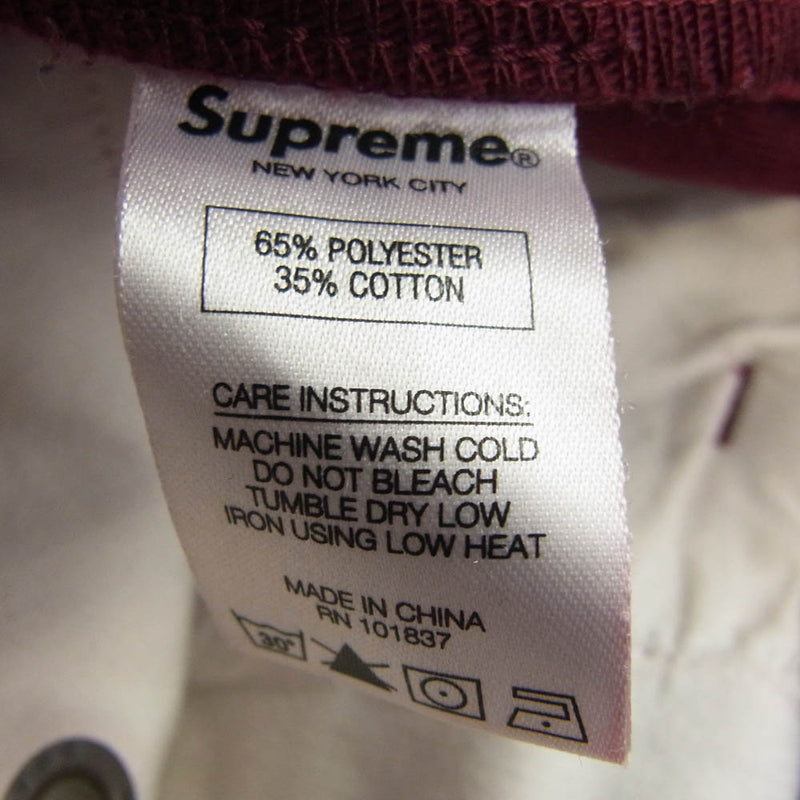 Supreme®
NEW YORK CITY
65% POLYESTER
35% COTTON
CARE INSTRUCTIONS:
MACHINE WASH COLD
DO NOT BLEACH
TUMBLE DRY LOW
IRON USING LOW HEAT
MADE IN CHINA
RN 101837
30°